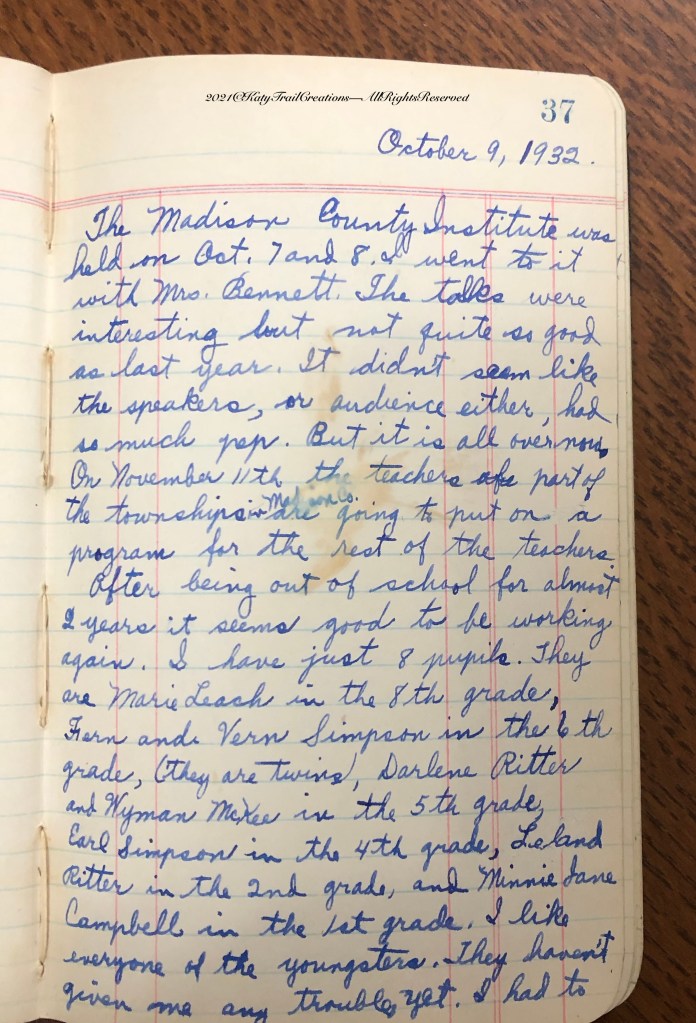 2021©KatyTrailCreations—AllRightsReserved
37
October 9, 1932.
The Madison County Institute was
held on Oct. 7 and 8. I went to it
with Mrs. Bennett. The talks were
interesting but not quite so good
as last year. It didn't seem like
the speakers, or audience either, had
so much pep. But it is all over now.
On November 11th the teachers of part of
the townships in Madison Co. are going to put on a
program for the rest of the teachers.
After being out of school for almost
2 years it seems good to be working
again. I have just 8 pupils. They
are Marie Leach in the 8th grade,
Fern and Vern Simpson in the 6th
grade, (they are twins), Darlene Ritter
and Wyman McKee in the 5th grade,
Earl Simpson in the 4th grade, Leland
Ritter in the 2nd grade, and Minnie Jane
Campbell in the 1st grade. I like
everyone of the youngsters. They haven't
given me any trouble, yet. I had to